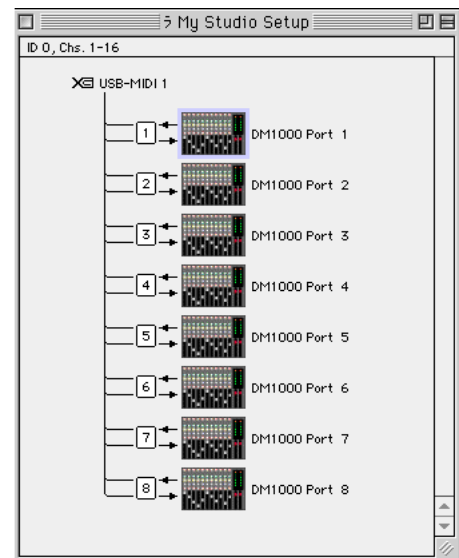 My Studio Setup
ID 0, Chs. 1-16
USB-MIDI 1
1 DM1000 Port 1
2 DM1000 Port 2
3 DM1000 Port 3
4 DM1000 Port 4
5 DM1000 Port 5
6 DM1000 Port 6
7 DM1000 Port 7
8 DM1000 Port 8